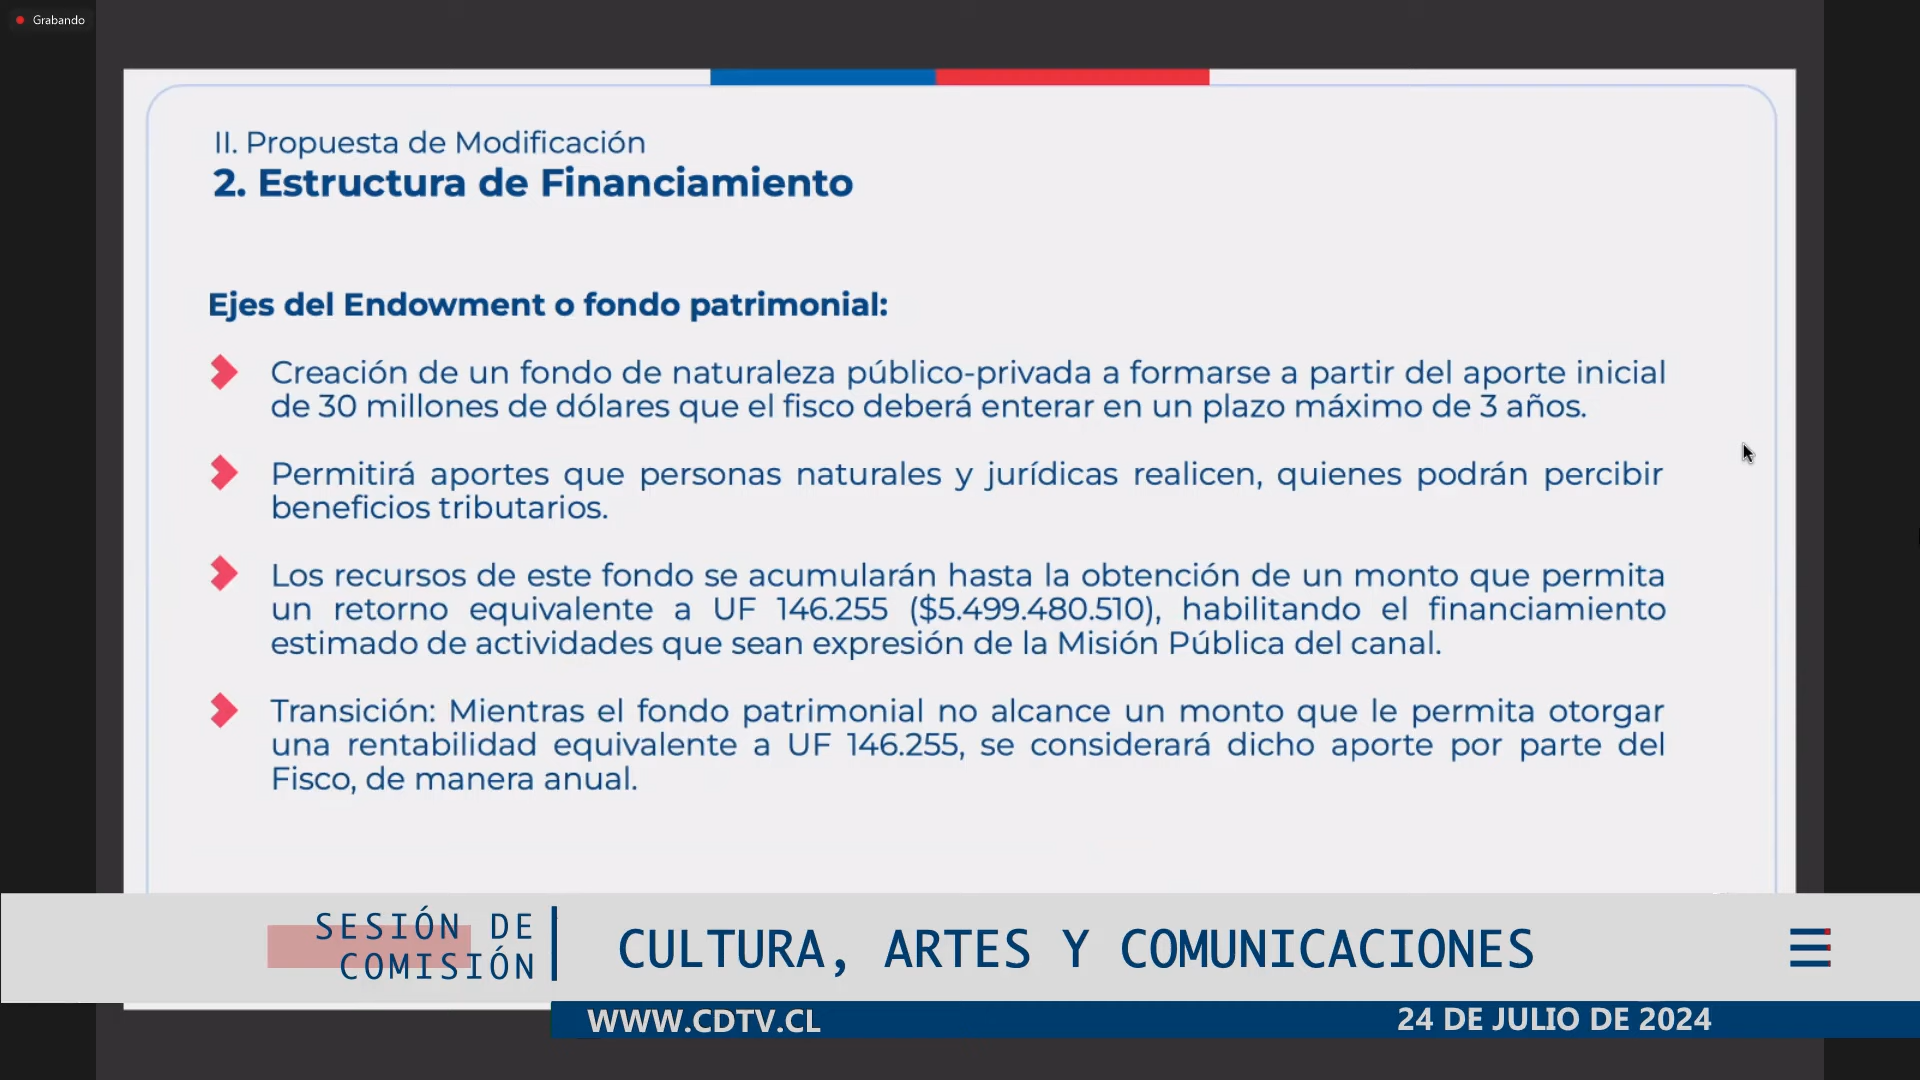 Grabando
II. Propuesta de Modificación
2. Estructura de Financiamiento
Ejes del Endowment o fondo patrimonial:
Creación de un fondo de naturaleza público-privada a formarse a partir del aporte inicial
de 30 millones de dólares que el fisco deberá enterar en un plazo máximo de 3 años.
Permitirá aportes que personas naturales y jurídicas realicen, quienes podrán percibir
beneficios tributarios.
Los recursos de este fondo se acumularán hasta la obtención de un monto que permita
un retorno equivalente a UF 146.255 ($5.499.480.510), habilitando el financiamiento
estimado de actividades que sean expresión de la Misión Pública del canal.
Transición: Mientras el fondo patrimonial no alcance un monto que le permita otorgar
una rentabilidad equivalente a UF 146.255, se considerará dicho aporte por parte del
Fisco, de manera anual.
SESIÓN DE
COMISIÓN
CULTURA, ARTES Y COMUNICACIONES
WWW.CDTV.CL
24 DE JULIO DE 2024